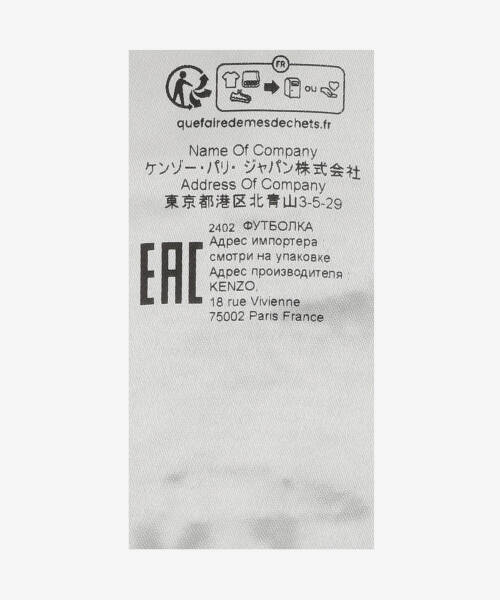 FR
ou
quefairedemesdechets.fr
Name Of Company
ケンゾー・パリ・ジャパン株式会社
Address Of Company
東京都港区北青山3-5-29
2402 ФУТБОЛКА
Адрес импортера
смотри на упаковке
Адрес производителя
KENZO,
18 rue Vivienne
75002 Paris France
EAC